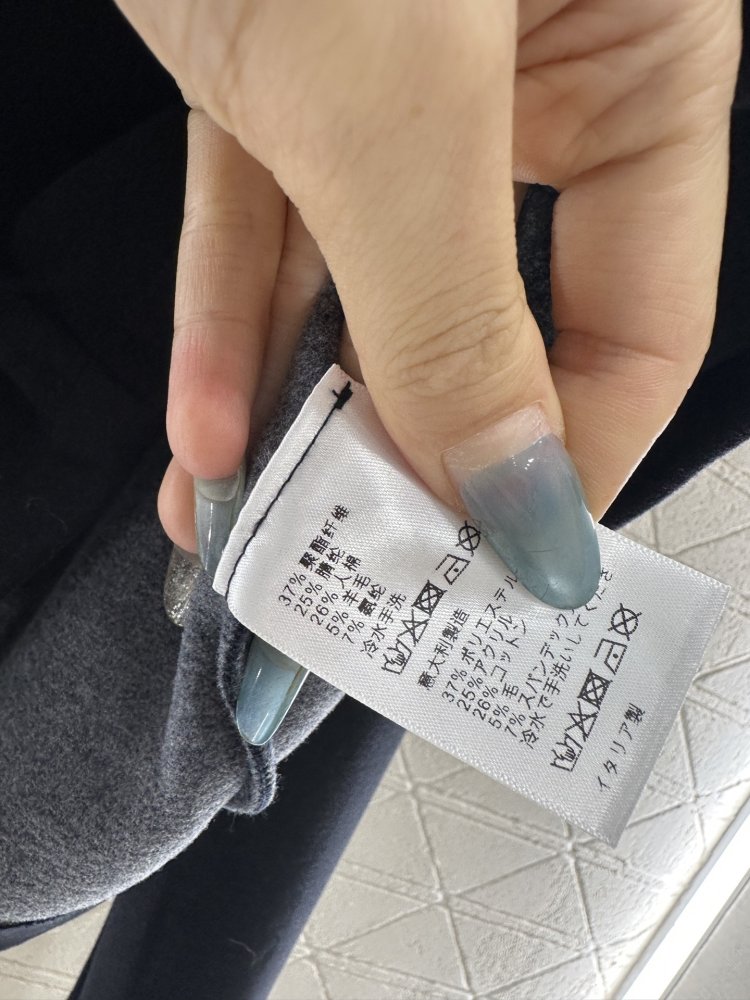 37% 聚酯纤维
25% 腈纶
26% 人棉
5% 羊毛
7% 氨纶
冷水手洗
意大利製造
37% ポリエステル
25% アクリル
26% コットン
5% 毛
7% スパンデックス
冷水で手洗いしてくださ
イタリア製